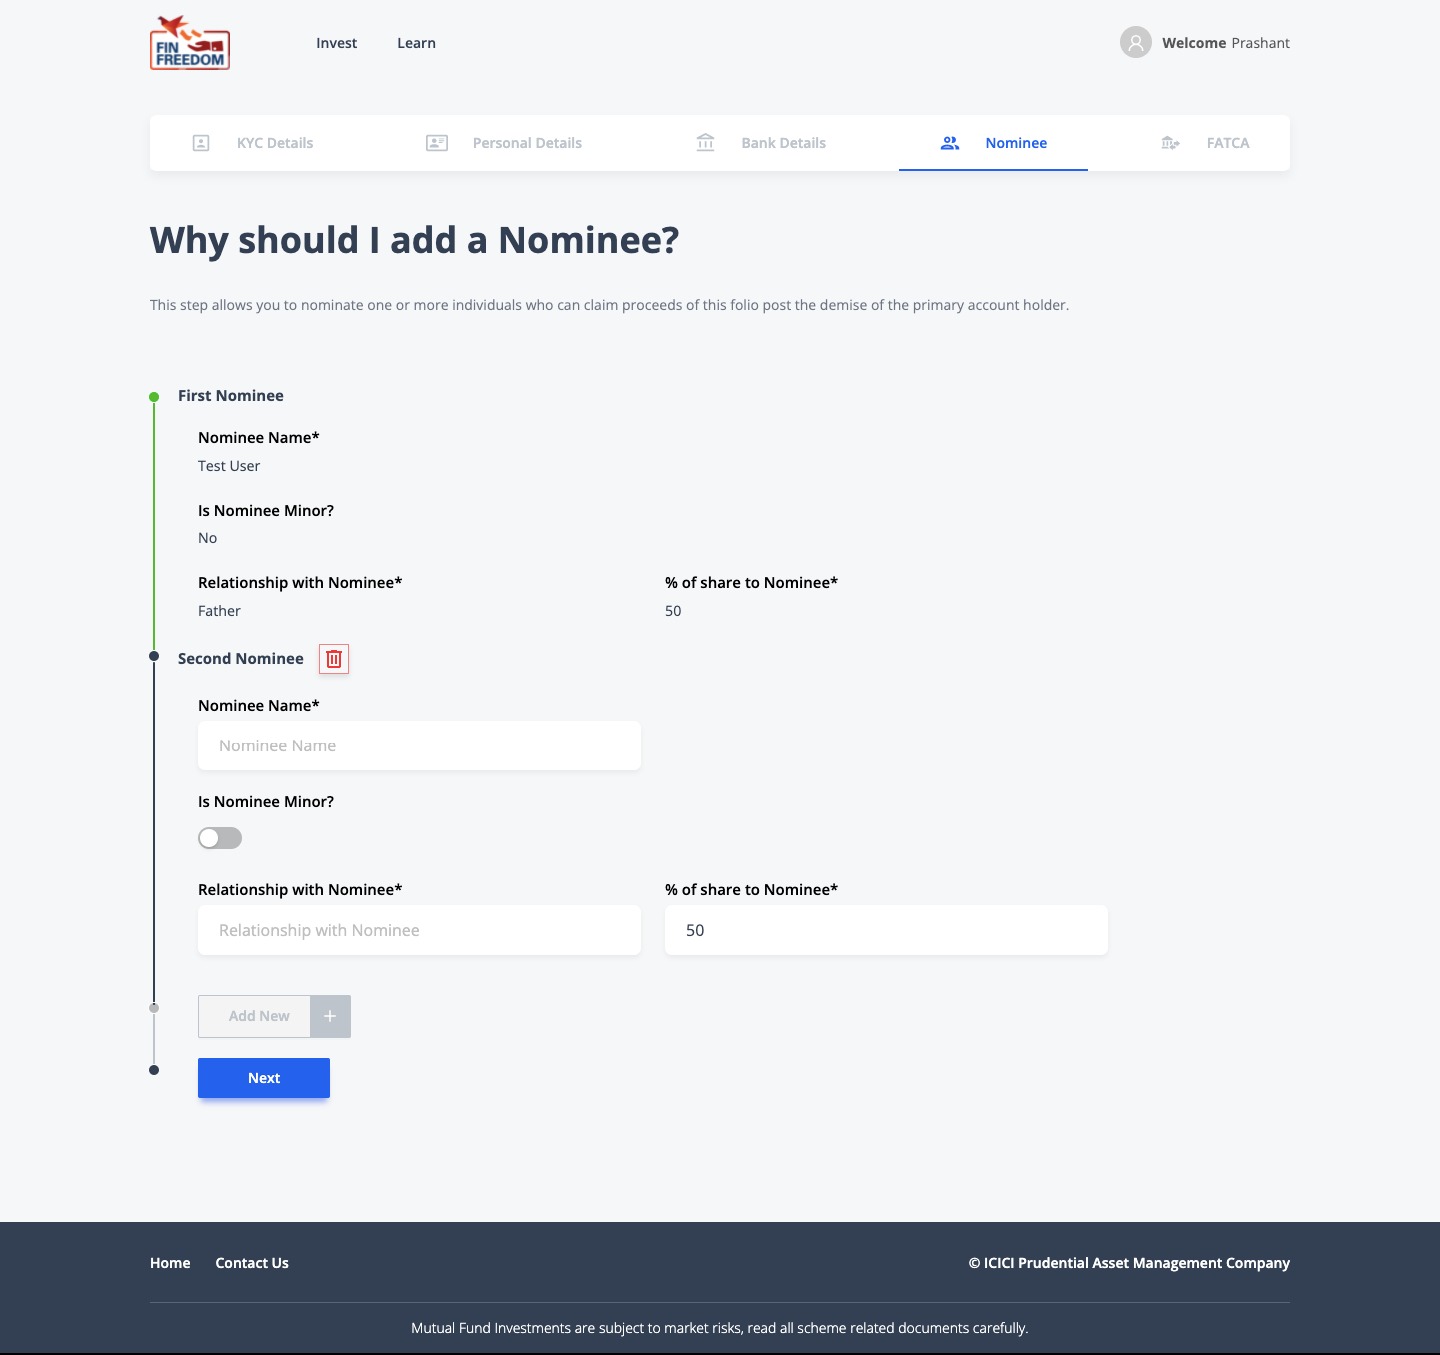 FIN
FREEDOM
Invest
Learn
Welcome Prashant
KYC Details
Personal Details
Bank Details
Nominee
FATCA
Why should I add a Nominee?
This step allows you to nominate one or more individuals who can claim proceeds of this folio post the demise of the primary account holder.
First Nominee
Nominee Name*
Test User
Is Nominee Minor?
No
Relationship with Nominee*
% of share to Nominee*
Father
50
Second Nominee
Nominee Name*
Nominee Name
Is Nominee Minor?
Relationship with Nominee*
% of share to Nominee*
Relationship with Nominee
50
Add New +
Next
Home
Contact Us
© ICICI Prudential Asset Management Company
Mutual Fund Investments are subject to market risks, read all scheme related documents carefully.